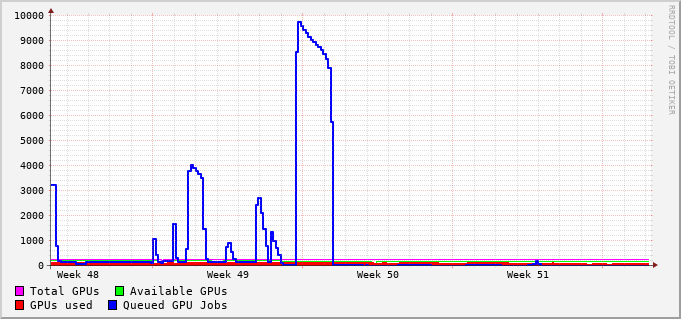 10000
9000
8000
7000
6000
5000
4000
3000
2000
1000
0
Week 48 Week 49 Week 50 Week 51
Total GPUs Available GPUs
GPUs used Queued GPU Jobs
RRDTOOL / TOBI OETIKER